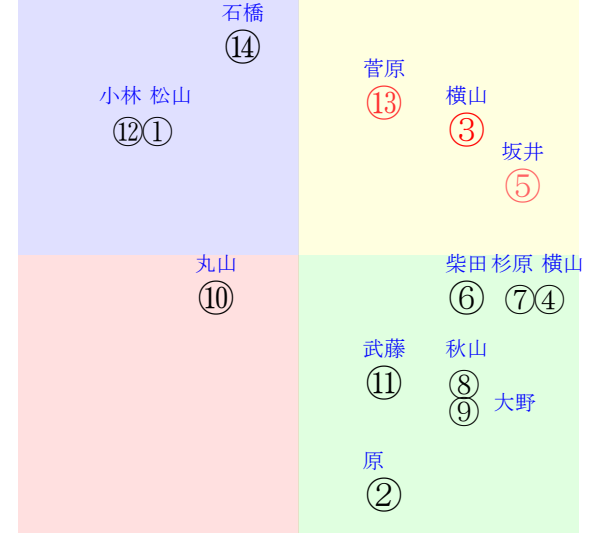 石橋
⑭
菅原
⑬
小林 松山
⑫①
横山
③
坂井
⑤
丸山
⑩
柴田 杉原 横山
⑥ ⑦④
武藤
⑪
秋山
⑧
⑨ 大野
原
②